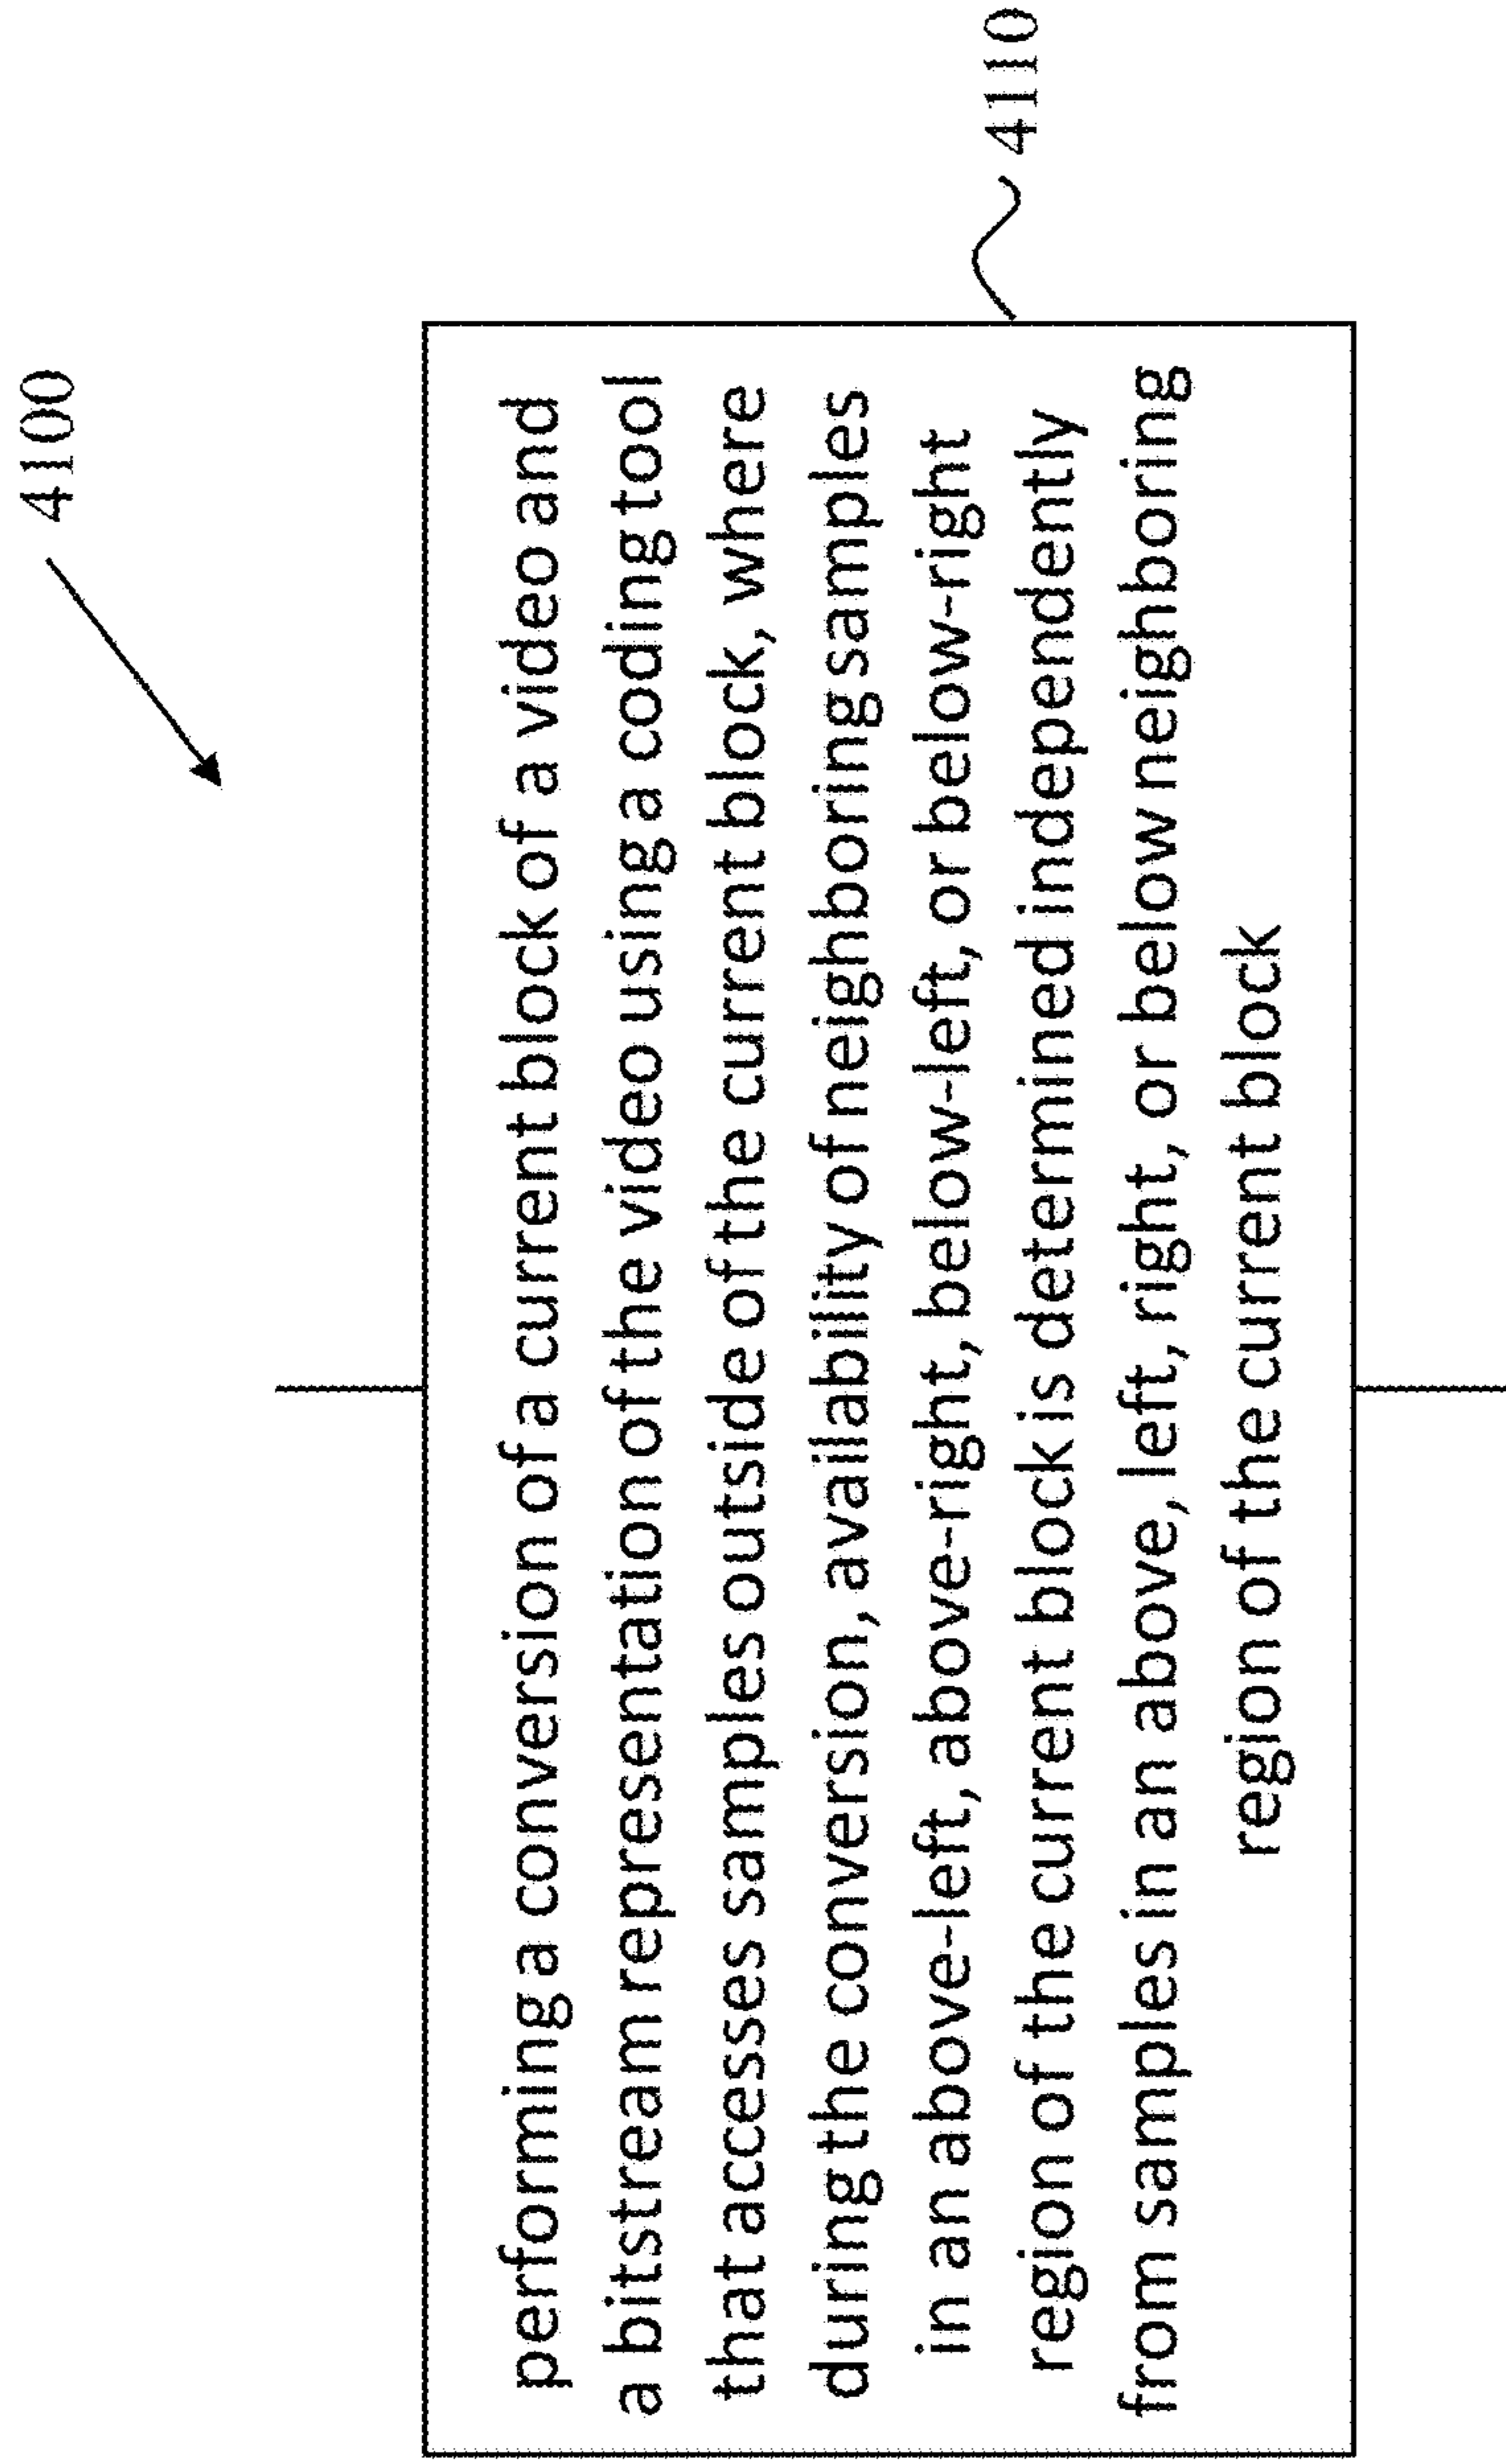 4100
performing a conversion of a current block of a video and
a bitstream representation of the video using a coding tool
that accesses samples outside of the current block, where
during the conversion, availability of neighboring samples
in an above-left, above-right, below-left, or below-right
region of the current block is determined independently
from samples in an above, left, right, or below neighboring
region of the current block
4110